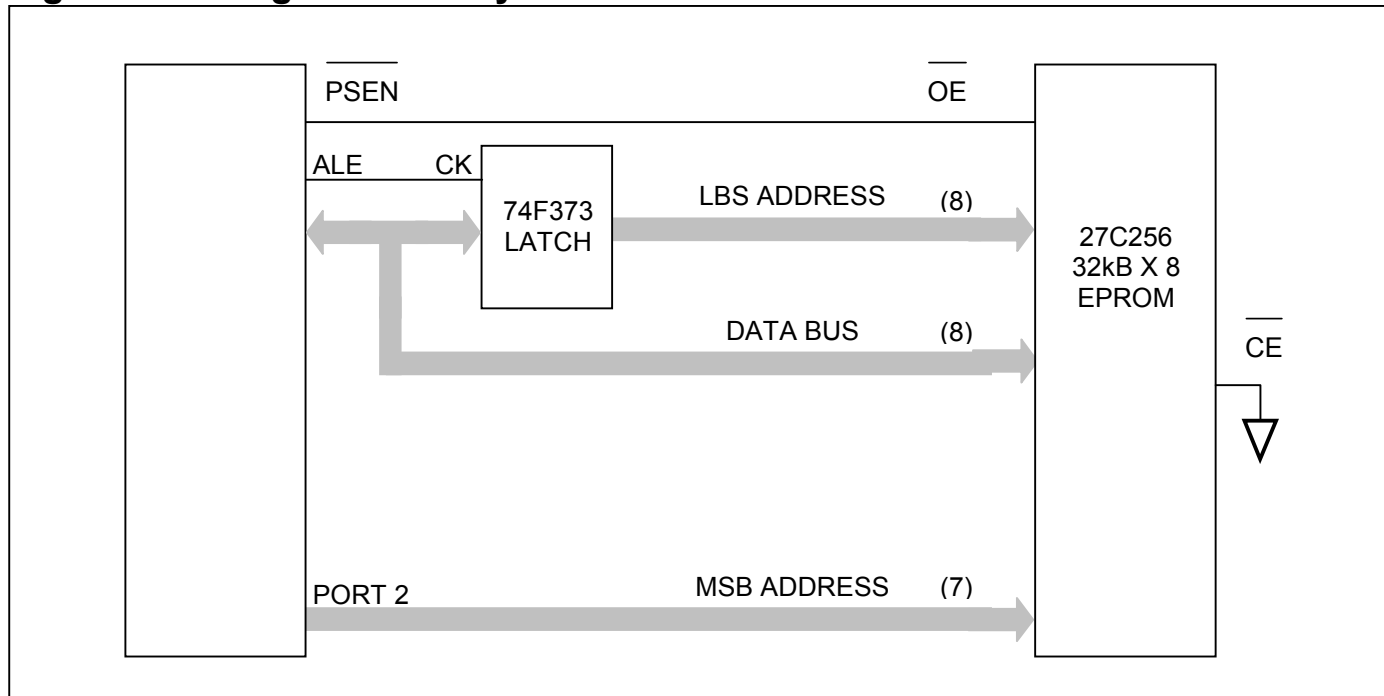 PSEN
OE
ALE
CK
74F373
LATCH
LBS ADDRESS (8)
27C256
32kB X 8
EPROM
DATA BUS (8)
CE
PORT 2
MSB ADDRESS (7)